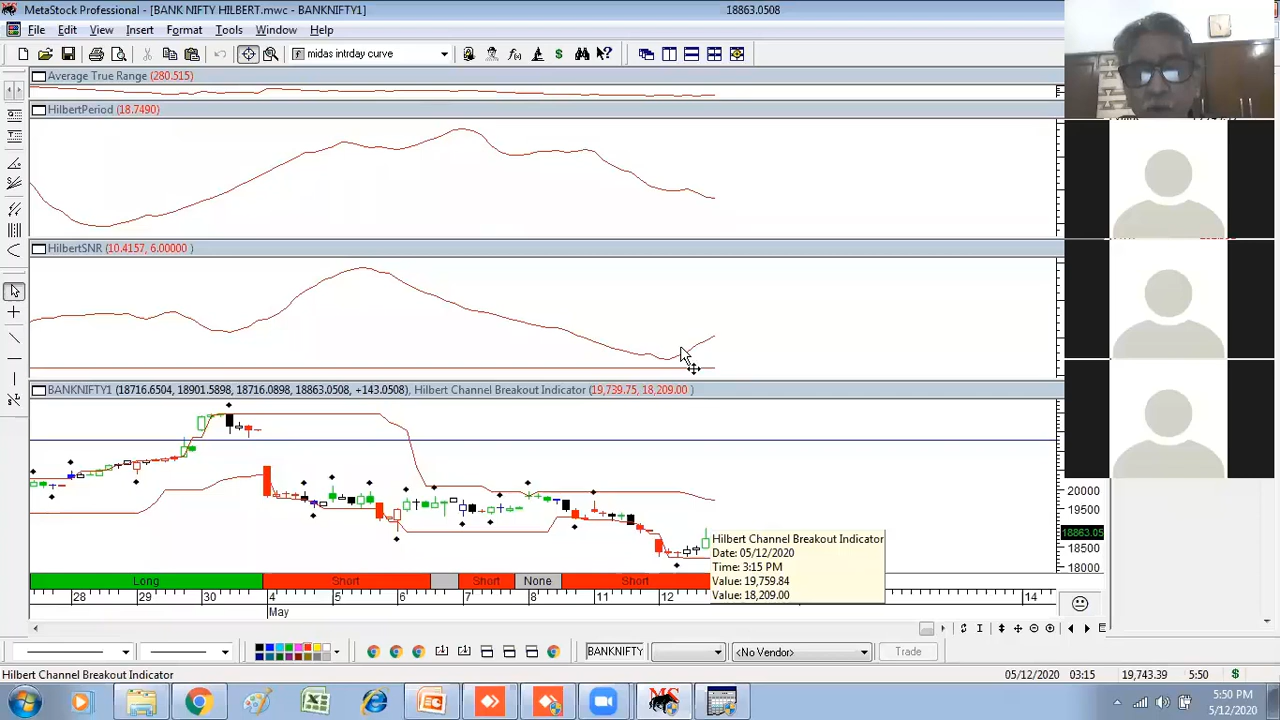 MetaStock Professional - [BANK NIFTY HILBERT.mwc - BANKNIFTY1]
18863.0508
File Edit View Insert Format Tools Window Help
midas intrday curve
Average True Range (280.515)
HilbertPeriod (18.7490)
HilbertSNR (10.4157, 6.00000 )
BANKNIFTY1 (18716.6504, 18901.5898, 18716.0898, 18863.0508, +143.0508), Hilbert Channel Breakout Indicator (19,739.75, 18,209.00 )
20000
19500
18863.05
18500
18000
Hilbert Channel Breakout Indicator
Date: 05/12/2020
Time: 3:15 PM
Value: 19,759.84
Value: 18,209.00
Long Short Short None Short
28 29 30 4 5 6 7 8 11 12 14
May
BANKNIFTY <No Vendor> Trade
Hilbert Channel Breakout Indicator
05/12/2020 03:15 19,743.39 5:50 $
5:50 PM
5/12/2020